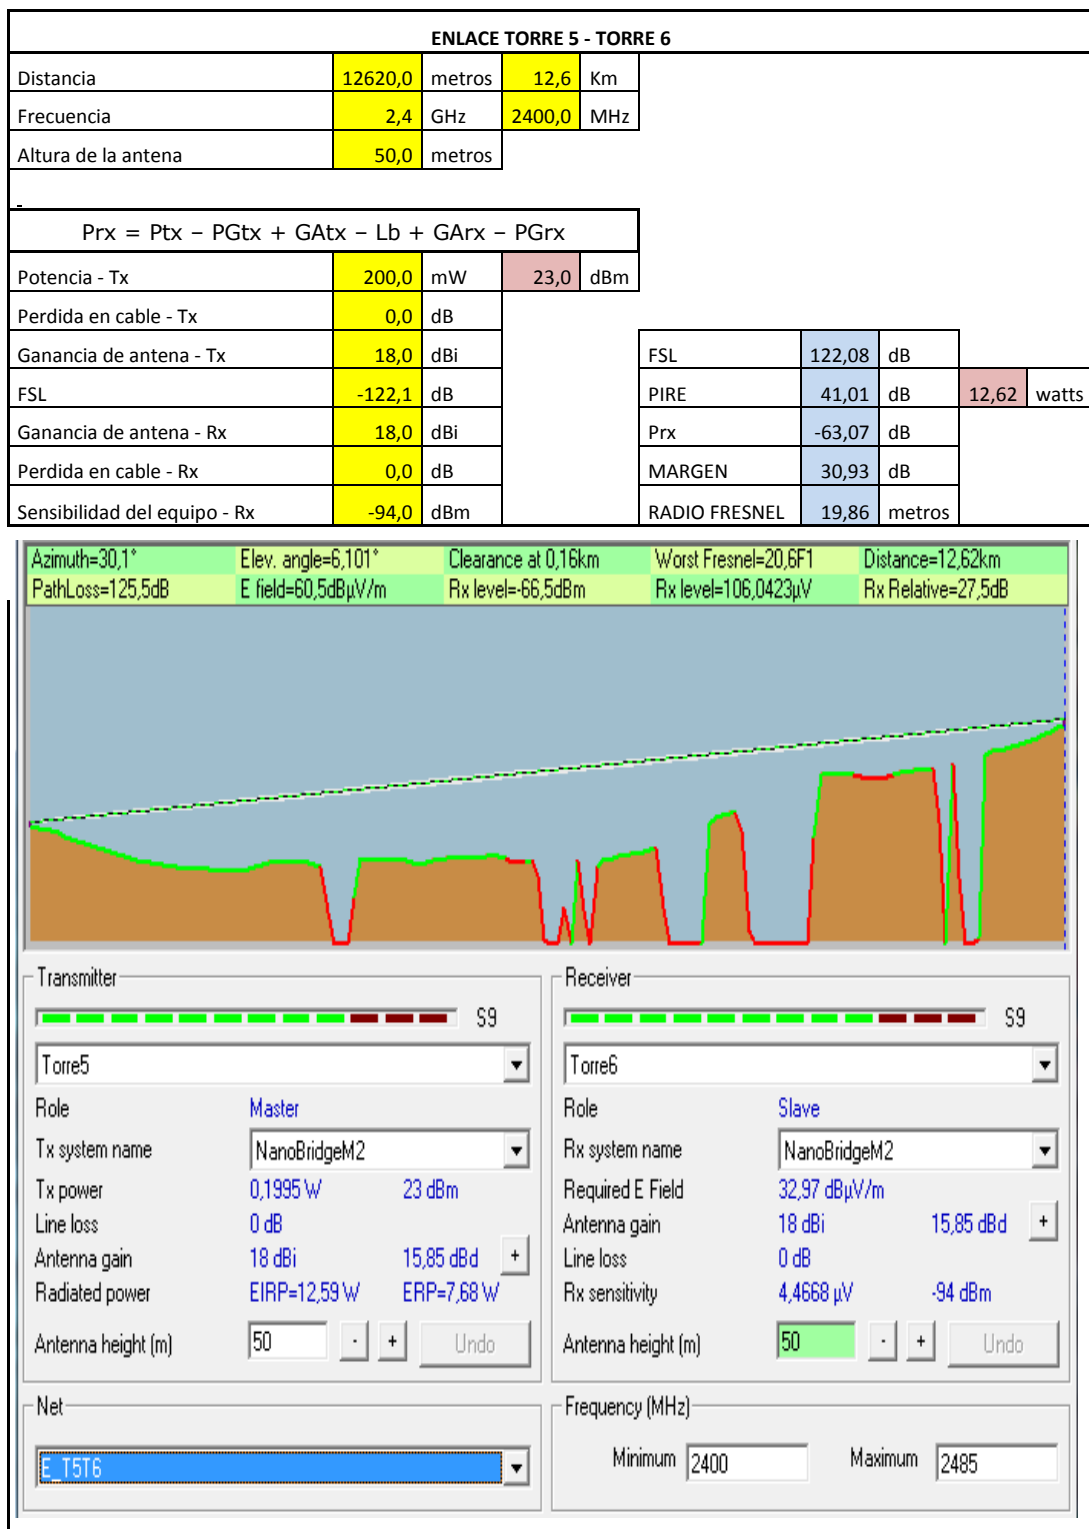 ENLACE TORRE 5 - TORRE 6
Distancia 12620,0 metros 12,6 Km
Frecuencia 2,4 GHz 2400,0 MHz
Altura de la antena 50,0 metros
-
Prx = Ptx – PGtx + GAtx – Lb + GArx – PGrx
Potencia - Tx 200,0 mW 23,0 dBm
Perdida en cable - Tx 0,0 dB
Ganancia de antena - Tx 18,0 dBi FSL 122,08 dB
FSL -122,1 dB PIRE 41,01 dB 12,62 watts
Ganancia de antena - Rx 18,0 dBi Prx -63,07 dB
Perdida en cable - Rx 0,0 dB MARGEN 30,93 dB
Sensibilidad del equipo - Rx -94,0 dBm RADIO FRESNEL 19,86 metros
Azimuth=30,1° Elev. angle=6,101° Clearance at 0,16km Worst Fresnel=20,6F1 Distance=12,62km
PathLoss=125,5dB E field=60,5dBµV/m Rx level=-66,5dBm Rx level=106,0423µV Rx Relative=27,5dB
Transmitter
S9
Torre5
Role Master
Tx system name NanoBridgeM2
Tx power 0,1995 W 23 dBm
Line loss 0 dB
Antenna gain 18 dBi 15,85 dBd +
Radiated power EIRP=12,59 W ERP=7,68 W
Antenna height (m) 50 - + Undo
Receiver
S9
Torre6
Role Slave
Rx system name NanoBridgeM2
Required E Field 32,97 dBµV/m
Antenna gain 18 dBi 15,85 dBd +
Line loss 0 dB
Rx sensitivity 4,4668 µV -94 dBm
Antenna height (m) 50 - + Undo
Net
E_T5T6
Frequency (MHz)
Minimum 2400 Maximum 2485